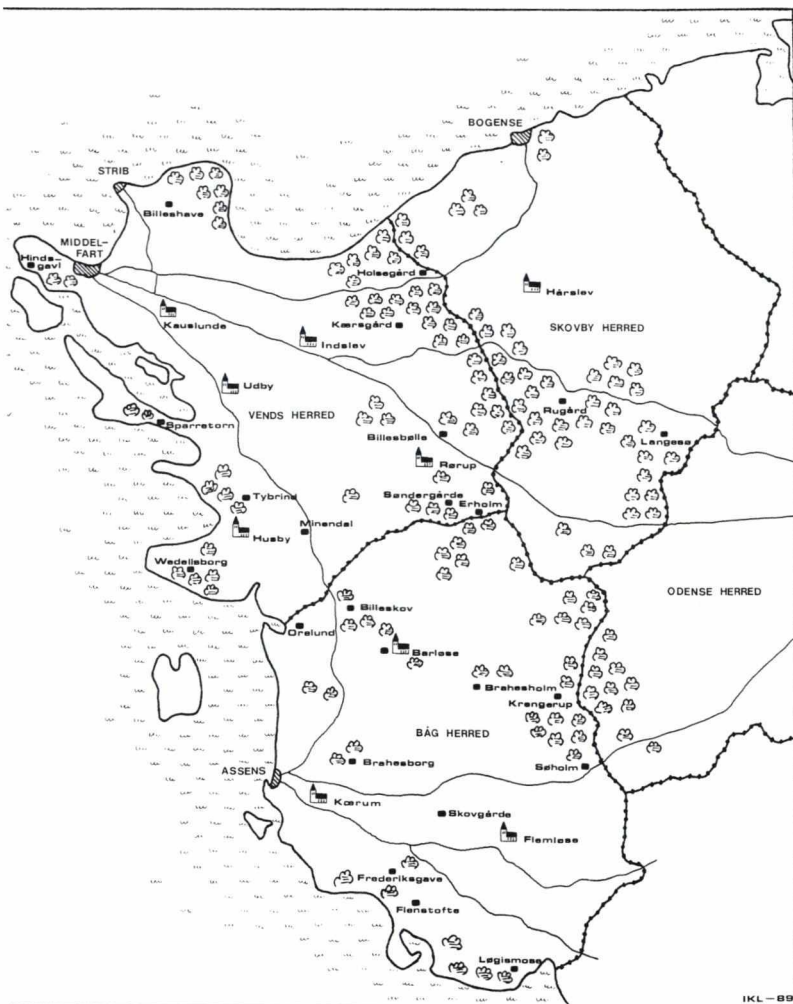 BOGENSE
STRIB
Billeshave
MIDDEL-
FART
Hinds-
gavl
Holsegård
Hårslev
Kauslunde
Kærsgård
Indslev
SKOVBY HERRED
Udby
VENDS HERRED
Rugård
Sparretorn
Billesbølle
Langesø
Rørup
Tybrind
Søndergårde
Erholm
Husby
Minendal
Wedellsborg
ODENSE HERRED
Billeskov
Orelund
Barløse
Brahesholm
Krengerup
BÅG HERRED
Brahesborg
Søholm
ASSENS
Kærum
Skovgårde
Flemløse
Frederiksgave
Flenstofte
Løgismose
IKL-89